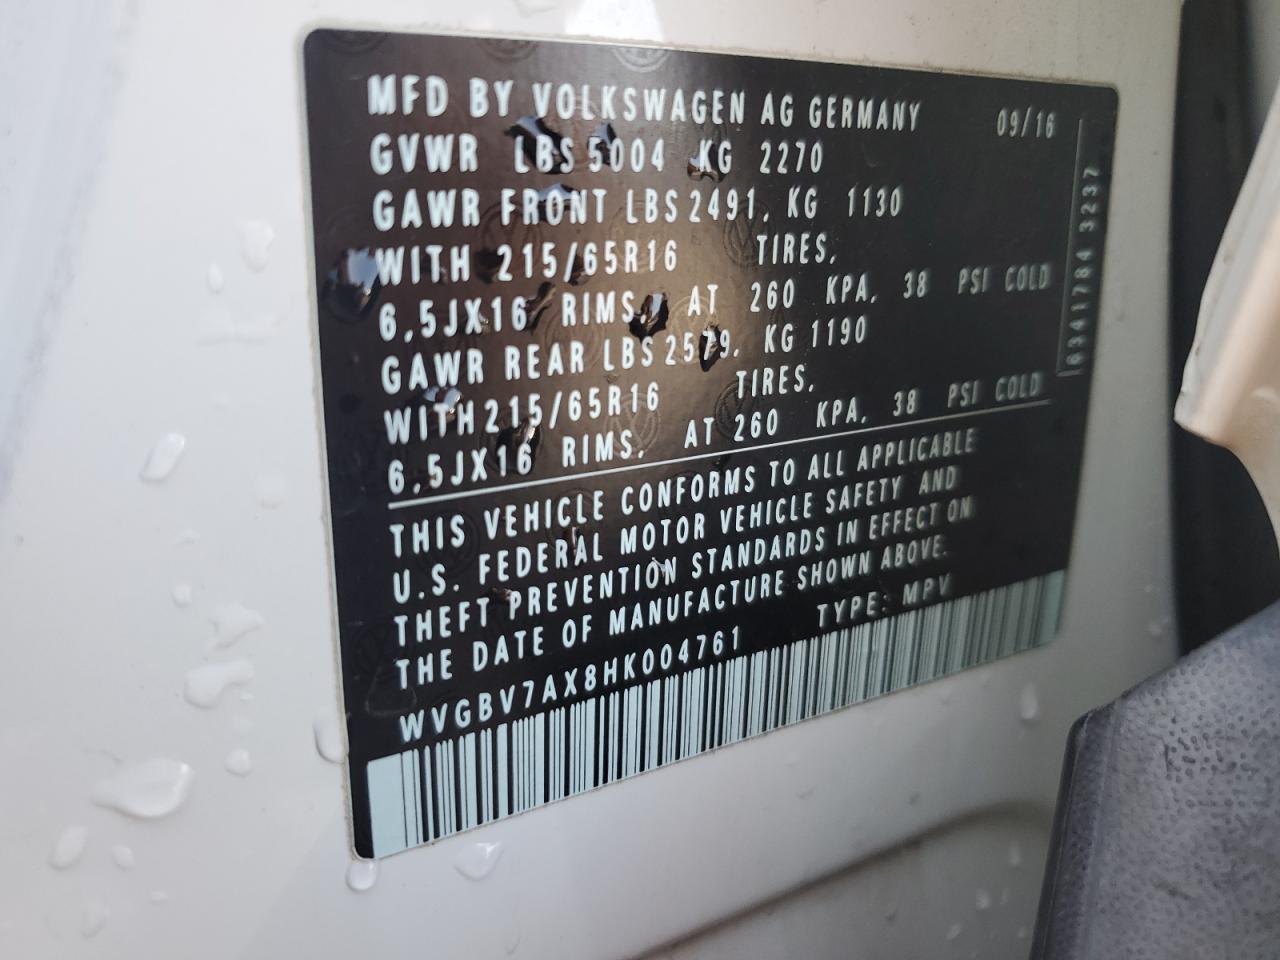 MFD BY VOLKSWAGEN AG GERMANY 09/16
GVWR LBS 5004 KG 2270
GAWR FRONT LBS 2491, KG 1130
WITH 215/65R16 TIRES,
6,5JX16 RIMS, AT 260 KPA, 38 PSI COLD
GAWR REAR LBS 2579, KG 1190
WITH 215/65R16 TIRES,
6,5JX16 RIMS, AT 260 KPA, 38 PSI COLD
THIS VEHICLE CONFORMS TO ALL APPLICABLE
U.S. FEDERAL MOTOR VEHICLE SAFETY AND
THEFT PREVENTION STANDARDS IN EFFECT ON
THE DATE OF MANUFACTURE SHOWN ABOVE.
WVGBV7AX8HK004761 TYPE: MPV
6341784 3237